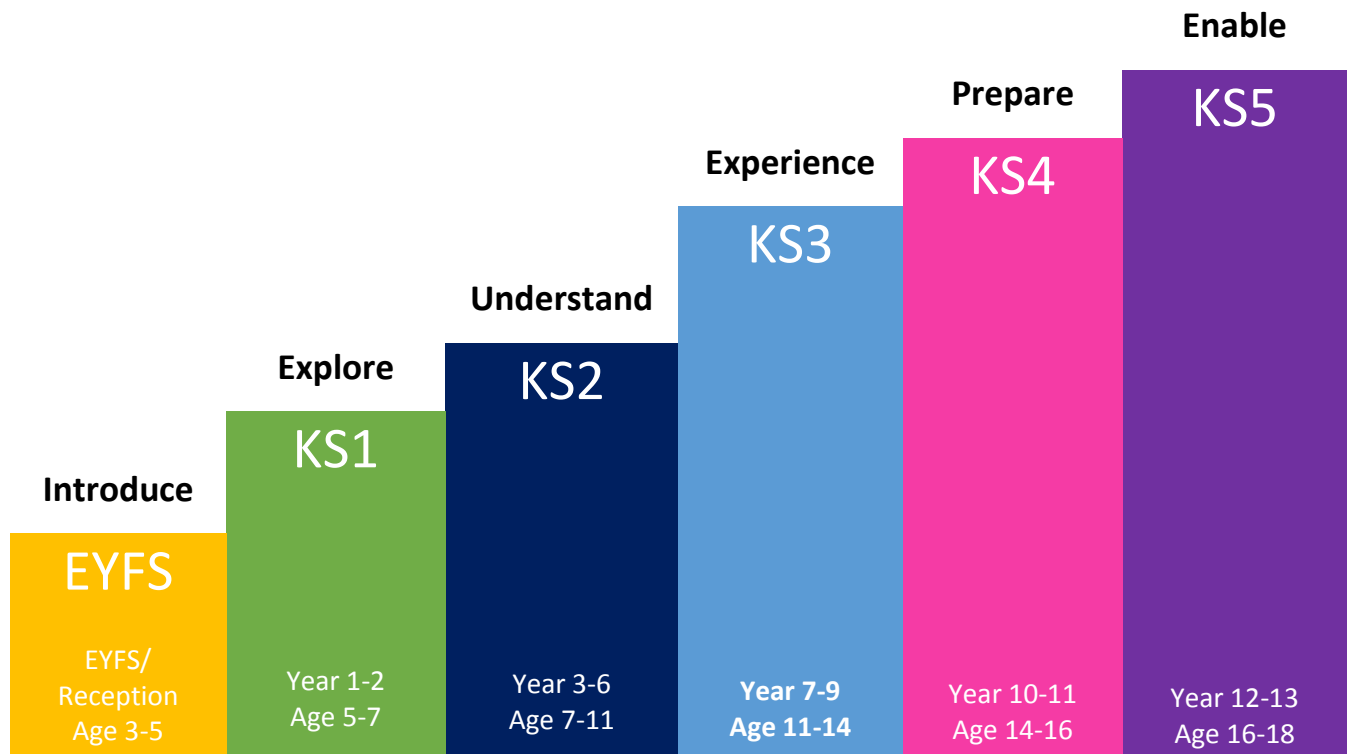 Introduce
EYFS
EYFS/
Reception
Age 3-5
Explore
KS1
Year 1-2
Age 5-7
Understand
KS2
Year 3-6
Age 7-11
Experience
KS3
Year 7-9
Age 11-14
Prepare
KS4
Year 10-11
Age 14-16
Enable
KS5
Year 12-13
Age 16-18